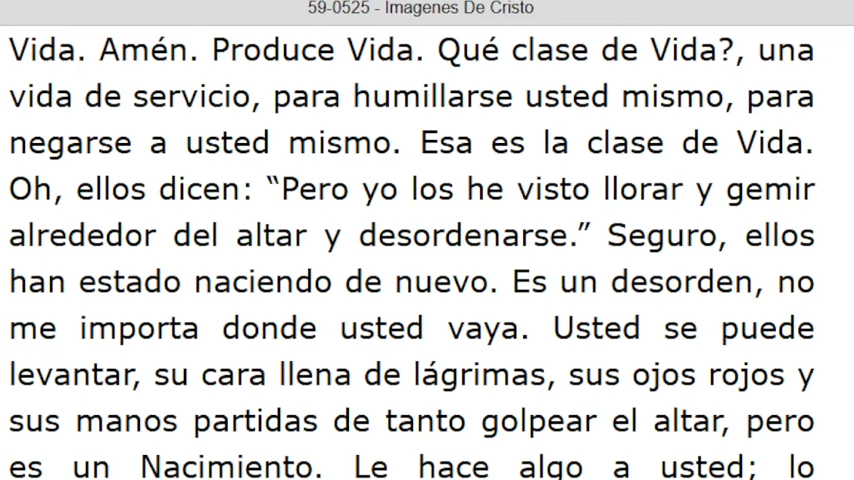 59-0525 - Imagenes De Cristo
Vida. Amén. Produce Vida. Qué clase de Vida?, una
vida de servicio, para humillarse usted mismo, para
negarse a usted mismo. Esa es la clase de Vida.
Oh, ellos dicen: “Pero yo los he visto llorar y gemir
alrededor del altar y desordenarse.” Seguro, ellos
han estado naciendo de nuevo. Es un desorden, no
me importa donde usted vaya. Usted se puede
levantar, su cara llena de lágrimas, sus ojos rojos y
sus manos partidas de tanto golpear el altar, pero
es un Nacimiento. Le hace algo a usted; lo